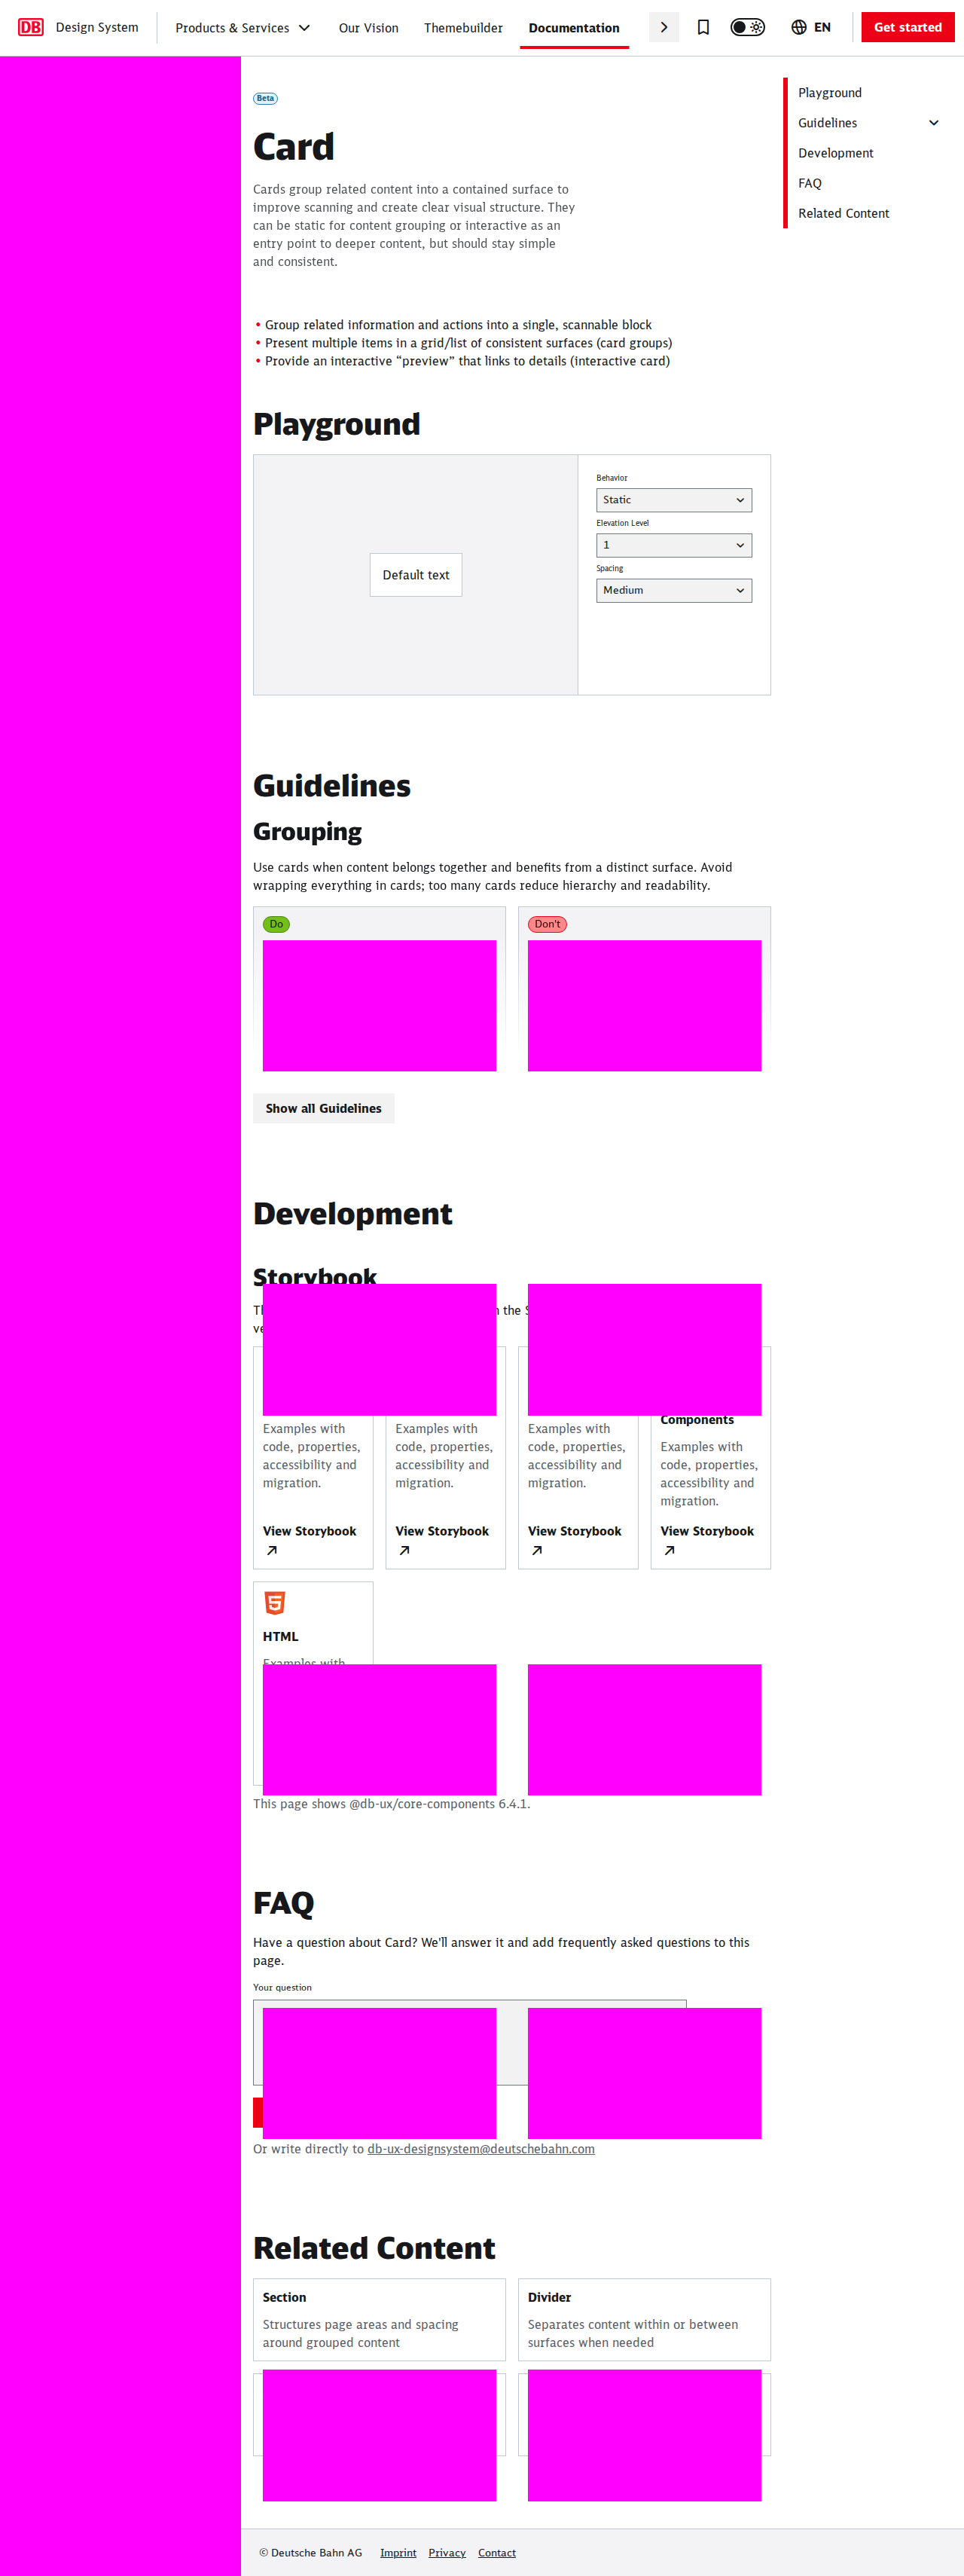 DB Design System Products & Services Our Vision Themebuilder Documentation EN Get started
Playground
Guidelines
Development
FAQ
Related Content
Beta
Card
Cards group related content into a contained surface to
improve scanning and create clear visual structure. They
can be static for content grouping or interactive as an
entry point to deeper content, but should stay simple
and consistent.
• Group related information and actions into a single, scannable block
• Present multiple items in a grid/list of consistent surfaces (card groups)
• Provide an interactive “preview” that links to details (interactive card)
Playground
Default text
Behavior
Static
Elevation Level
1
Spacing
Medium
Guidelines
Grouping
Use cards when content belongs together and benefits from a distinct surface. Avoid
wrapping everything in cards; too many cards reduce hierarchy and readability.
Do
Don't
Show all Guidelines
Development
Storybook
the
Examples with
code, properties,
accessibility and
migration.
View Storybook
Examples with
code, properties,
accessibility and
migration.
View Storybook
Examples with
code, properties,
accessibility and
migration.
View Storybook
Components
Examples with
code, properties,
accessibility and
migration.
View Storybook
HTML
Examples with
This page shows @db-ux/core-components 6.4.1.
FAQ
Have a question about Card? We'll answer it and add frequently asked questions to this
page.
Your question
Or write directly to db-ux-designsystem@deutschebahn.com
Related Content
Section
Structures page areas and spacing
around grouped content
Divider
Separates content within or between
surfaces when needed
© Deutsche Bahn AG Imprint Privacy Contact